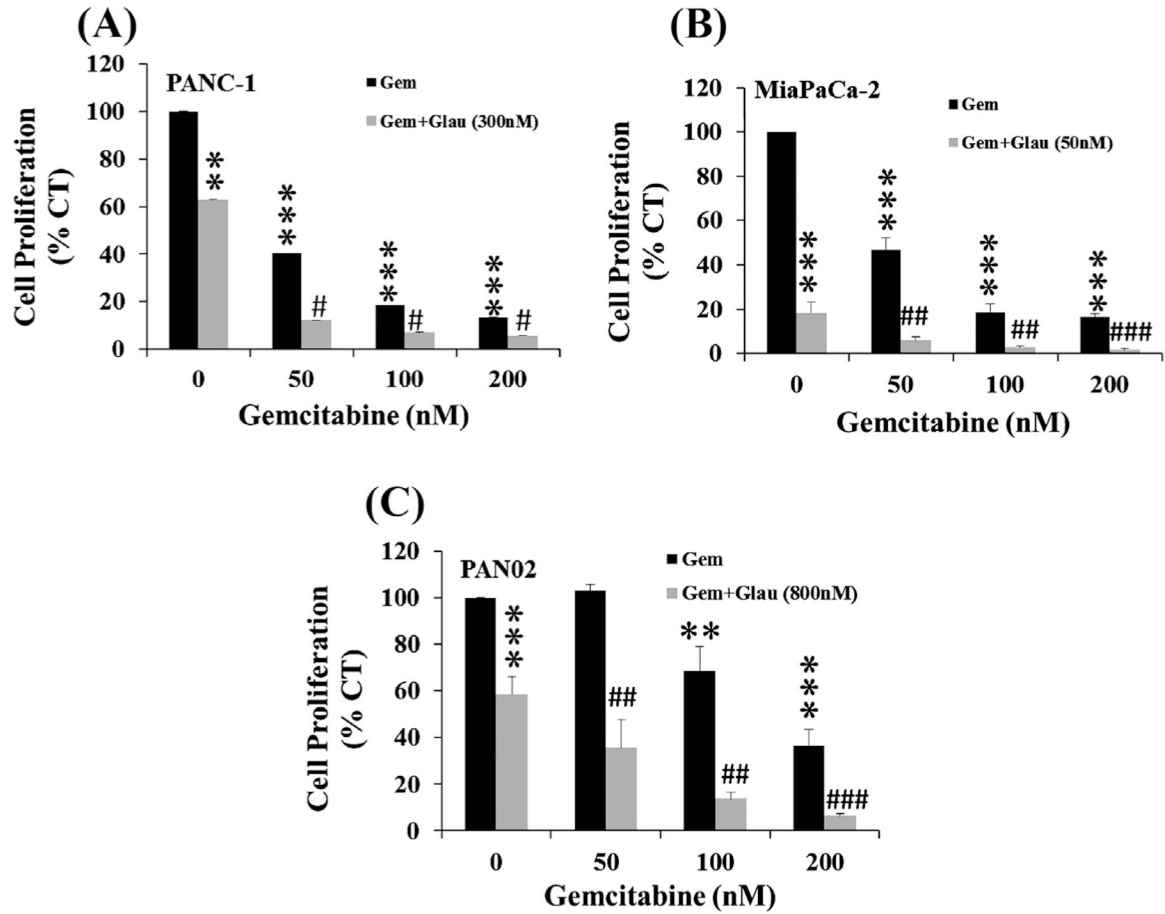 (A)
PANC-1
Gem
Gem+Glau (300nM)
Cell Proliferation
(% CT)
120
100
80
60
40
20
0
**
***
#
***
#
***
#
0 50 100 200
Gemcitabine (nM)
(B)
MiaPaCa-2
Gem
Gem+Glau (50nM)
Cell Proliferation
(% CT)
120
100
80
60
40
20
0
***
***
##
***
##
***
###
0 50 100 200
Gemcitabine (nM)
(C)
PAN02
Gem
Gem+Glau (800nM)
Cell Proliferation
(% CT)
120
100
80
60
40
20
0
***
##
**
##
***
###
0 50 100 200
Gemcitabine (nM)